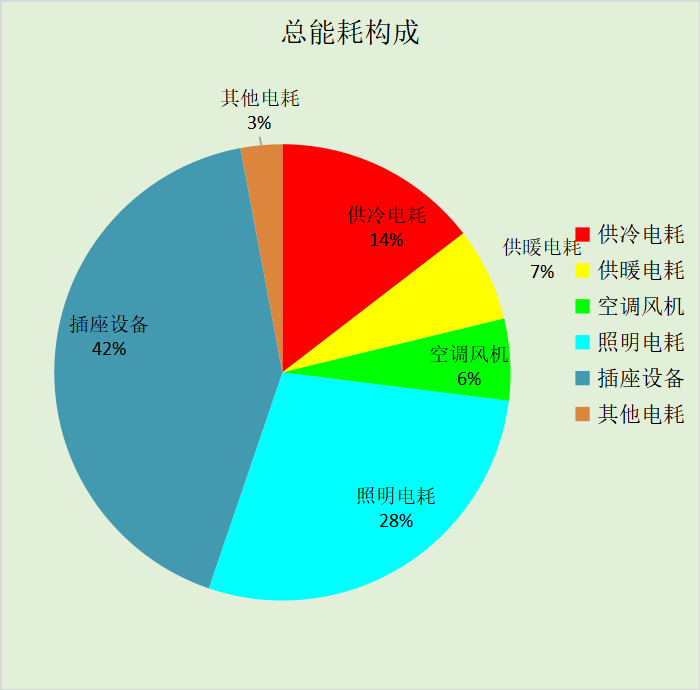 总能耗构成
其他电耗
3%
供冷电耗
14%
供暖电耗
7%
空调风机
6%
照明电耗
28%
插座设备
42%
供冷电耗
供暖电耗
空调风机
照明电耗
插座设备
其他电耗